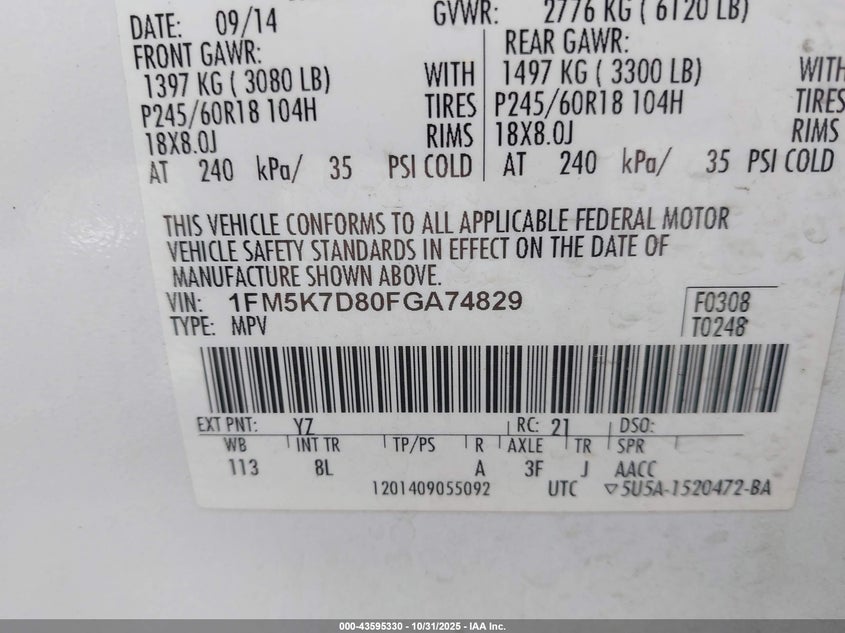 DATE: 09/14 GVWR: 2776 KG ( 6120 LB)
FRONT GAWR: REAR GAWR:
1397 KG ( 3080 LB) WITH 1497 KG ( 3300 LB) WITH
P245/60R18 104H TIRES P245/60R18 104H TIRES
18X8.0J RIMS 18X8.0J RIMS
AT 240 kPa/ 35 PSI COLD AT 240 kPa/ 35 PSI COLD
THIS VEHICLE CONFORMS TO ALL APPLICABLE FEDERAL MOTOR
VEHICLE SAFETY STANDARDS IN EFFECT ON THE DATE OF
MANUFACTURE SHOWN ABOVE.
VIN: 1FM5K7D80FGA74829 F0308
TYPE: MPV T0248
EXT PNT: YZ RC: 21 DSO:
WB INT TR TP/PS R AXLE TR SPR
113 8L A 3F J AACC
1201409055092 UTC ▽5U5A-1520472-BA
000-43595330 - 10/31/2025 - IAA Inc.